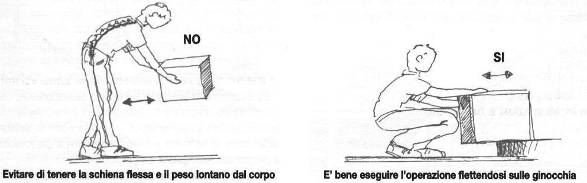 NO
SI
Evitare di tenere la schiena flessa e il peso lontano dal corpo
E' bene eseguire l'operazione flettendosi sulle ginocchia